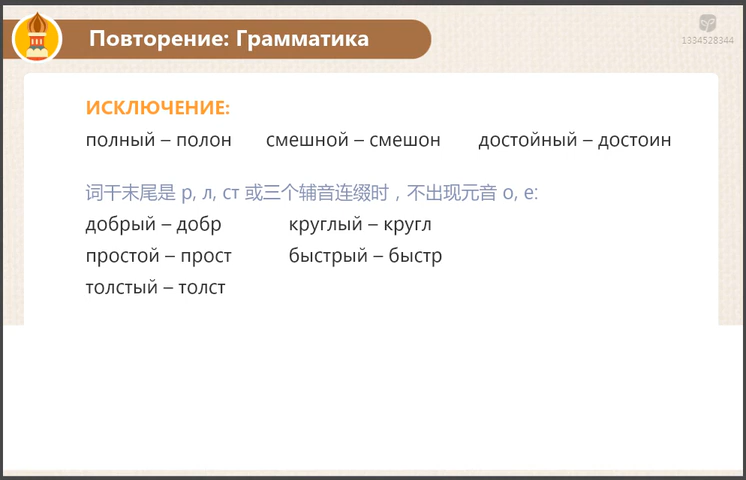 Повторение: Грамматика
1334528344
ИСКЛЮЧЕНИЕ:
полный – полон смешной – смешон достойный – достоин
词干末尾是 р, л, ст 或三个辅音连缀时，不出现元音 о, е:
добрый – добр круглый – кругл
простой – прост быстрый – быстр
толстый – толст